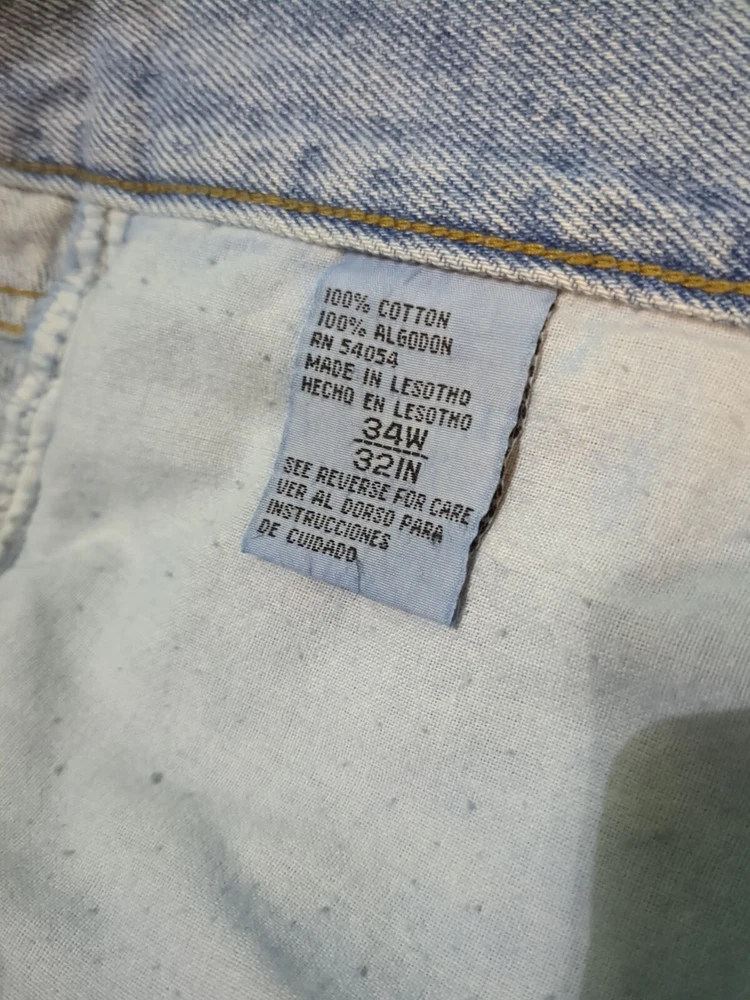 100% COTTON
100% ALGODON
RN 54054
MADE IN LESOTHO
HECHO EN LESOTHO
34W
32IN
SEE REVERSE FOR CARE
VER AL DORSO PARA
INSTRUCCIONES
DE CUIDADO